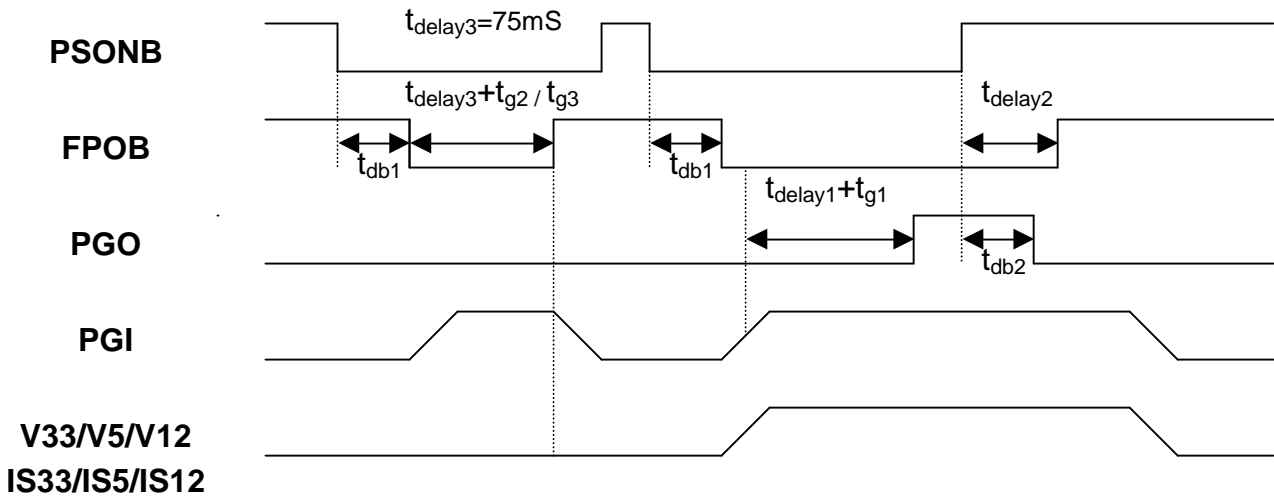 PSONB
tdelay3=75mS
FPOB
tdelay3+tg2 / tg3
tdelay2
tdb1
tdb1
PGO
tdelay1+tg1
tdb2
PGI
V33/V5/V12
IS33/IS5/IS12